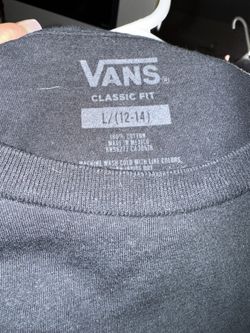 VANS®
CLASSIC FIT
L/(12-14)
100% COTTON
MADE IN MEXICO
MACHINE WASH COLD WITH LIKE COLORS,